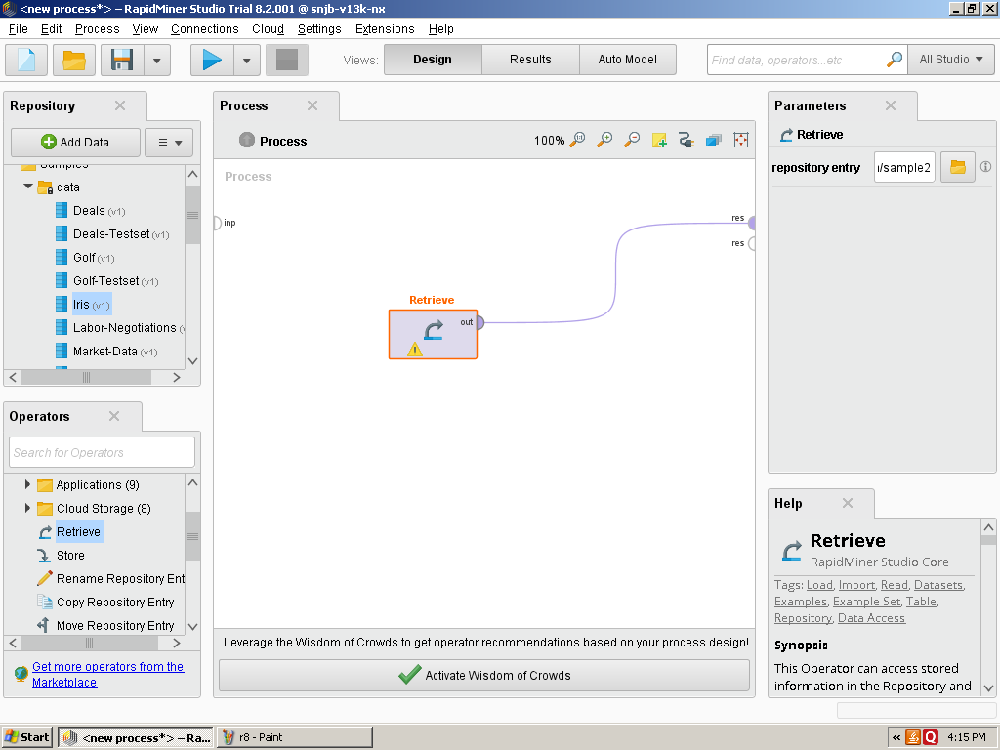 <new process*> – RapidMiner Studio Trial 8.2.001 @ snjb-v13k-nx
File Edit Process View Connections Cloud Settings Extensions Help
Views: Design Results Auto Model Find data, operators...etc All Studio
Repository
Add Data
Samples
data
Deals (v1)
Deals-Testset (v1)
Golf (v1)
Golf-Testset (v1)
Iris (v1)
Labor-Negotiations (v
Market-Data (v1)
Operators
Search for Operators
Applications (9)
Cloud Storage (8)
Retrieve
Store
Rename Repository Ent
Copy Repository Entry
Move Repository Entry
Get more operators from the
Marketplace
Process
Process 100%
Process
inp
res
res
Retrieve
out
Leverage the Wisdom of Crowds to get operator recommendations based on your process design!
Activate Wisdom of Crowds
Parameters
Retrieve
repository entry /sample2
Help
Retrieve
RapidMiner Studio Core
Tags: Load, Import, Read, Datasets,
Examples, Example Set, Table,
Repository, Data Access
Synopsis
This Operator can access stored
information in the Repository and
Start <new process*> – Ra... r8 - Paint « Q 4:15 PM